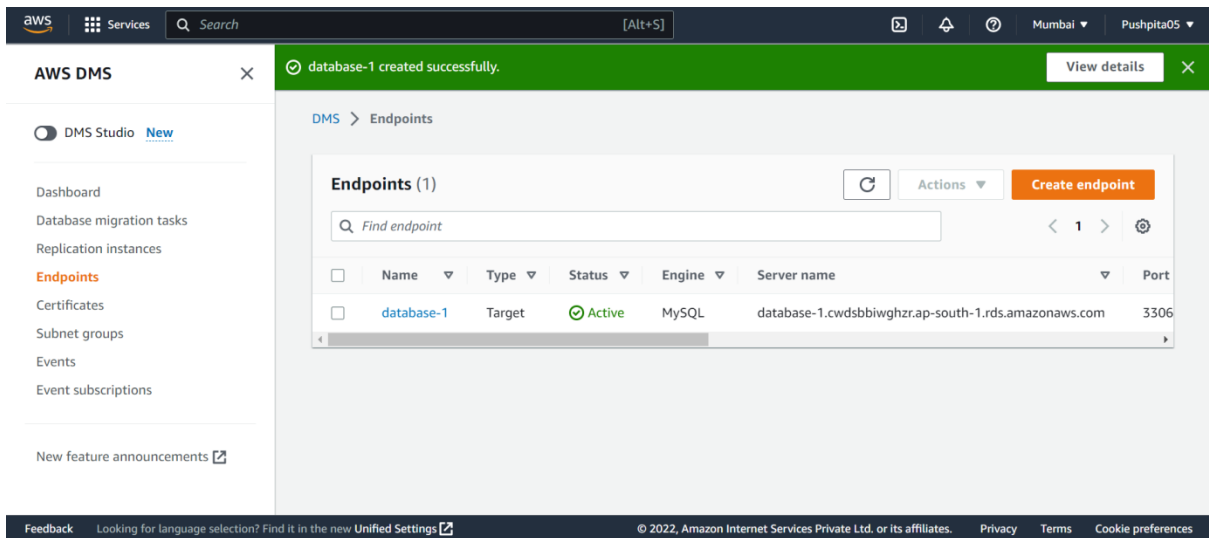 aws Services Search [Alt+S] Mumbai ▼ Pushpita05 ▼
AWS DMS
database-1 created successfully. View details
DMS Studio New
DMS > Endpoints
Endpoints (1) Actions ▼ Create endpoint
Find endpoint < 1 >
Name Type Status Engine Server name Port
database-1 Target Active MySQL database-1.cwdsbbiwghzr.ap-south-1.rds.amazonaws.com 3306
Dashboard
Database migration tasks
Replication instances
Endpoints
Certificates
Subnet groups
Events
Event subscriptions
New feature announcements
Feedback Looking for language selection? Find it in the new Unified Settings © 2022, Amazon Internet Services Private Ltd. or its affiliates. Privacy Terms Cookie preferences